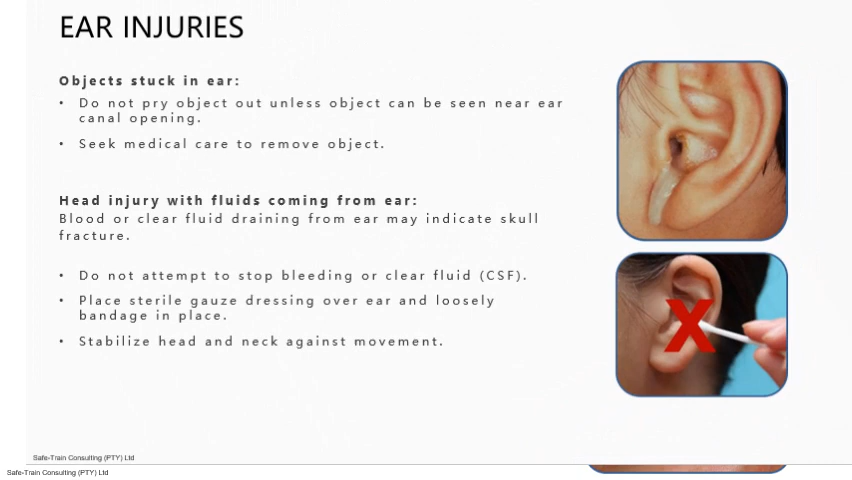 EAR INJURIES
Objects stuck in ear:
• Do not pry object out unless object can be seen near ear
canal opening.
• Seek medical care to remove object.
Head injury with fluids coming from ear:
Blood or clear fluid draining from ear may indicate skull
fracture.
• Do not attempt to stop bleeding or clear fluid (CSF).
• Place sterile gauze dressing over ear and loosely
bandage in place.
• Stabilize head and neck against movement.
X
Safe-Train Consulting (PTY) Ltd
Safe-Train Consulting (PTY) Ltd